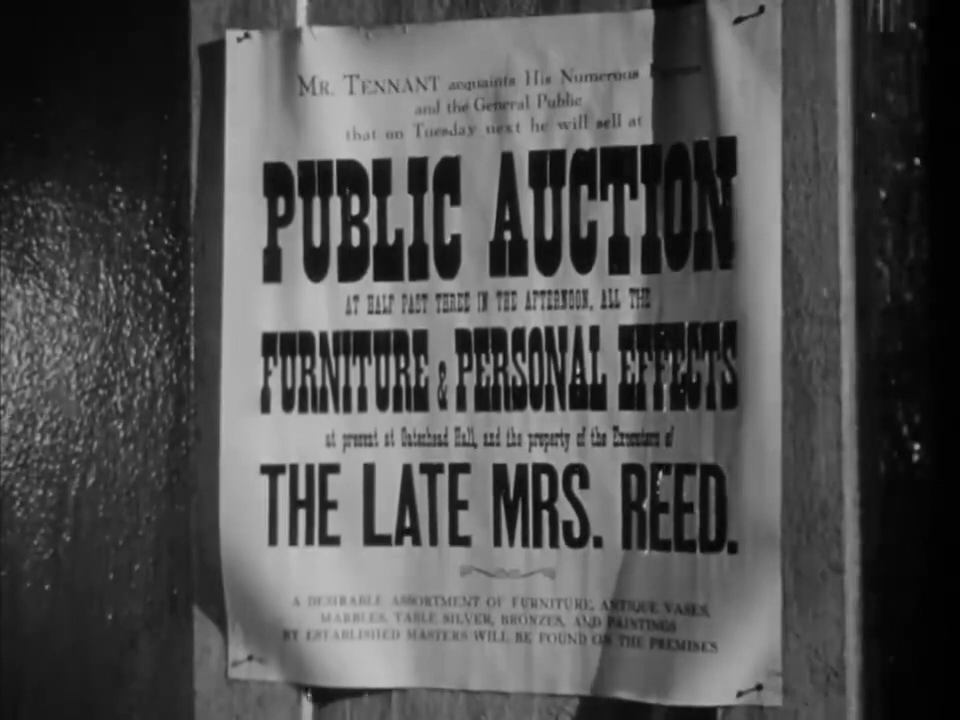 MR. TENNANT acquaints His Numerous
and the General Public
that on Tuesday next he will sell at
PUBLIC AUCTION
AT HALF PAST THREE IN THE AFTERNOON, ALL THE
FURNITURE & PERSONAL EFFECTS
at present at Gateshead Hall, and the property of the Executors of
THE LATE MRS. REED.
A DESIRABLE ASSORTMENT OF FURNITURE, ANTIQUE VASES,
MARBLES, TABLE SILVER, BRONZES, AND PAINTINGS
BY ESTABLISHED MASTERS WILL BE FOUND ON THE PREMISES